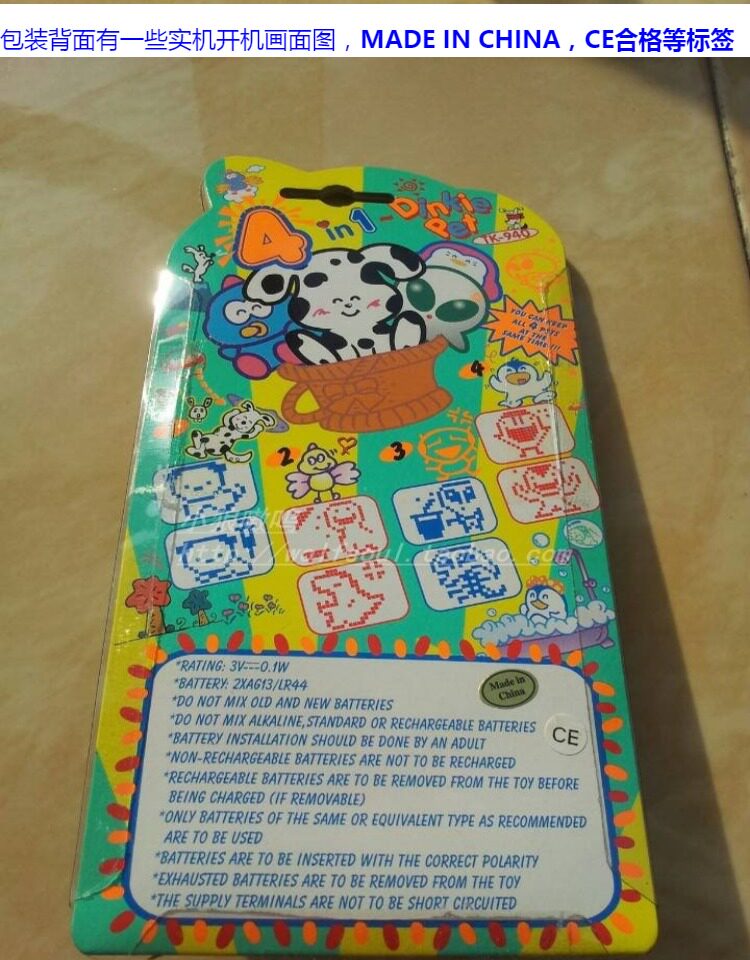 包装背面有一些实机开机画面图，MADE IN CHINA，CE合格等标签
4 in 1 - Dinkie
Pet
TK-940
YOU CAN KEEP
ALL 4 PETS
AT THE
SAME TIME!!!
4
2
3
http://wolfsoul.taobao.com
*RATING: 3V⎓0.1W
*BATTERY: 2XAG13/LR44
*DO NOT MIX OLD AND NEW BATTERIES
*DO NOT MIX ALKALINE,STANDARD OR RECHARGEABLE BATTERIES
*BATTERY INSTALLATION SHOULD BE DONE BY AN ADULT
*NON-RECHARGEABLE BATTERIES ARE NOT TO BE RECHARGED
*RECHARGEABLE BATTERIES ARE TO BE REMOVED FROM THE TOY BEFORE
BEING CHARGED (IF REMOVABLE)
*ONLY BATTERIES OF THE SAME OR EQUIVALENT TYPE AS RECOMMENDED
ARE TO BE USED
*BATTERIES ARE TO BE INSERTED WITH THE CORRECT POLARITY
*EXHAUSTED BATTERIES ARE TO BE REMOVED FROM THE TOY
*THE SUPPLY TERMINALS ARE NOT TO BE SHORT CIRCUITED
Made in
China
CE